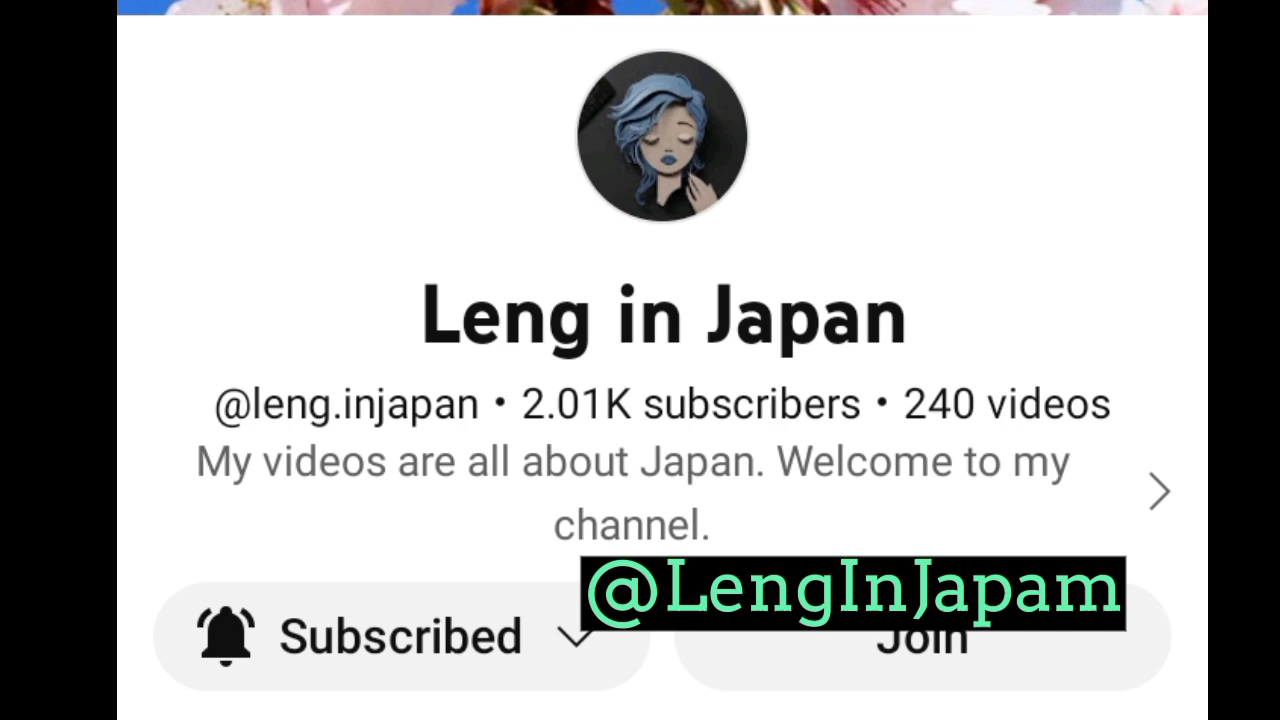 Leng in Japan
@leng.injapan • 2.01K subscribers • 240 videos
My videos are all about Japan. Welcome to my
channel.
@LengInJapam
Subscribed
Join